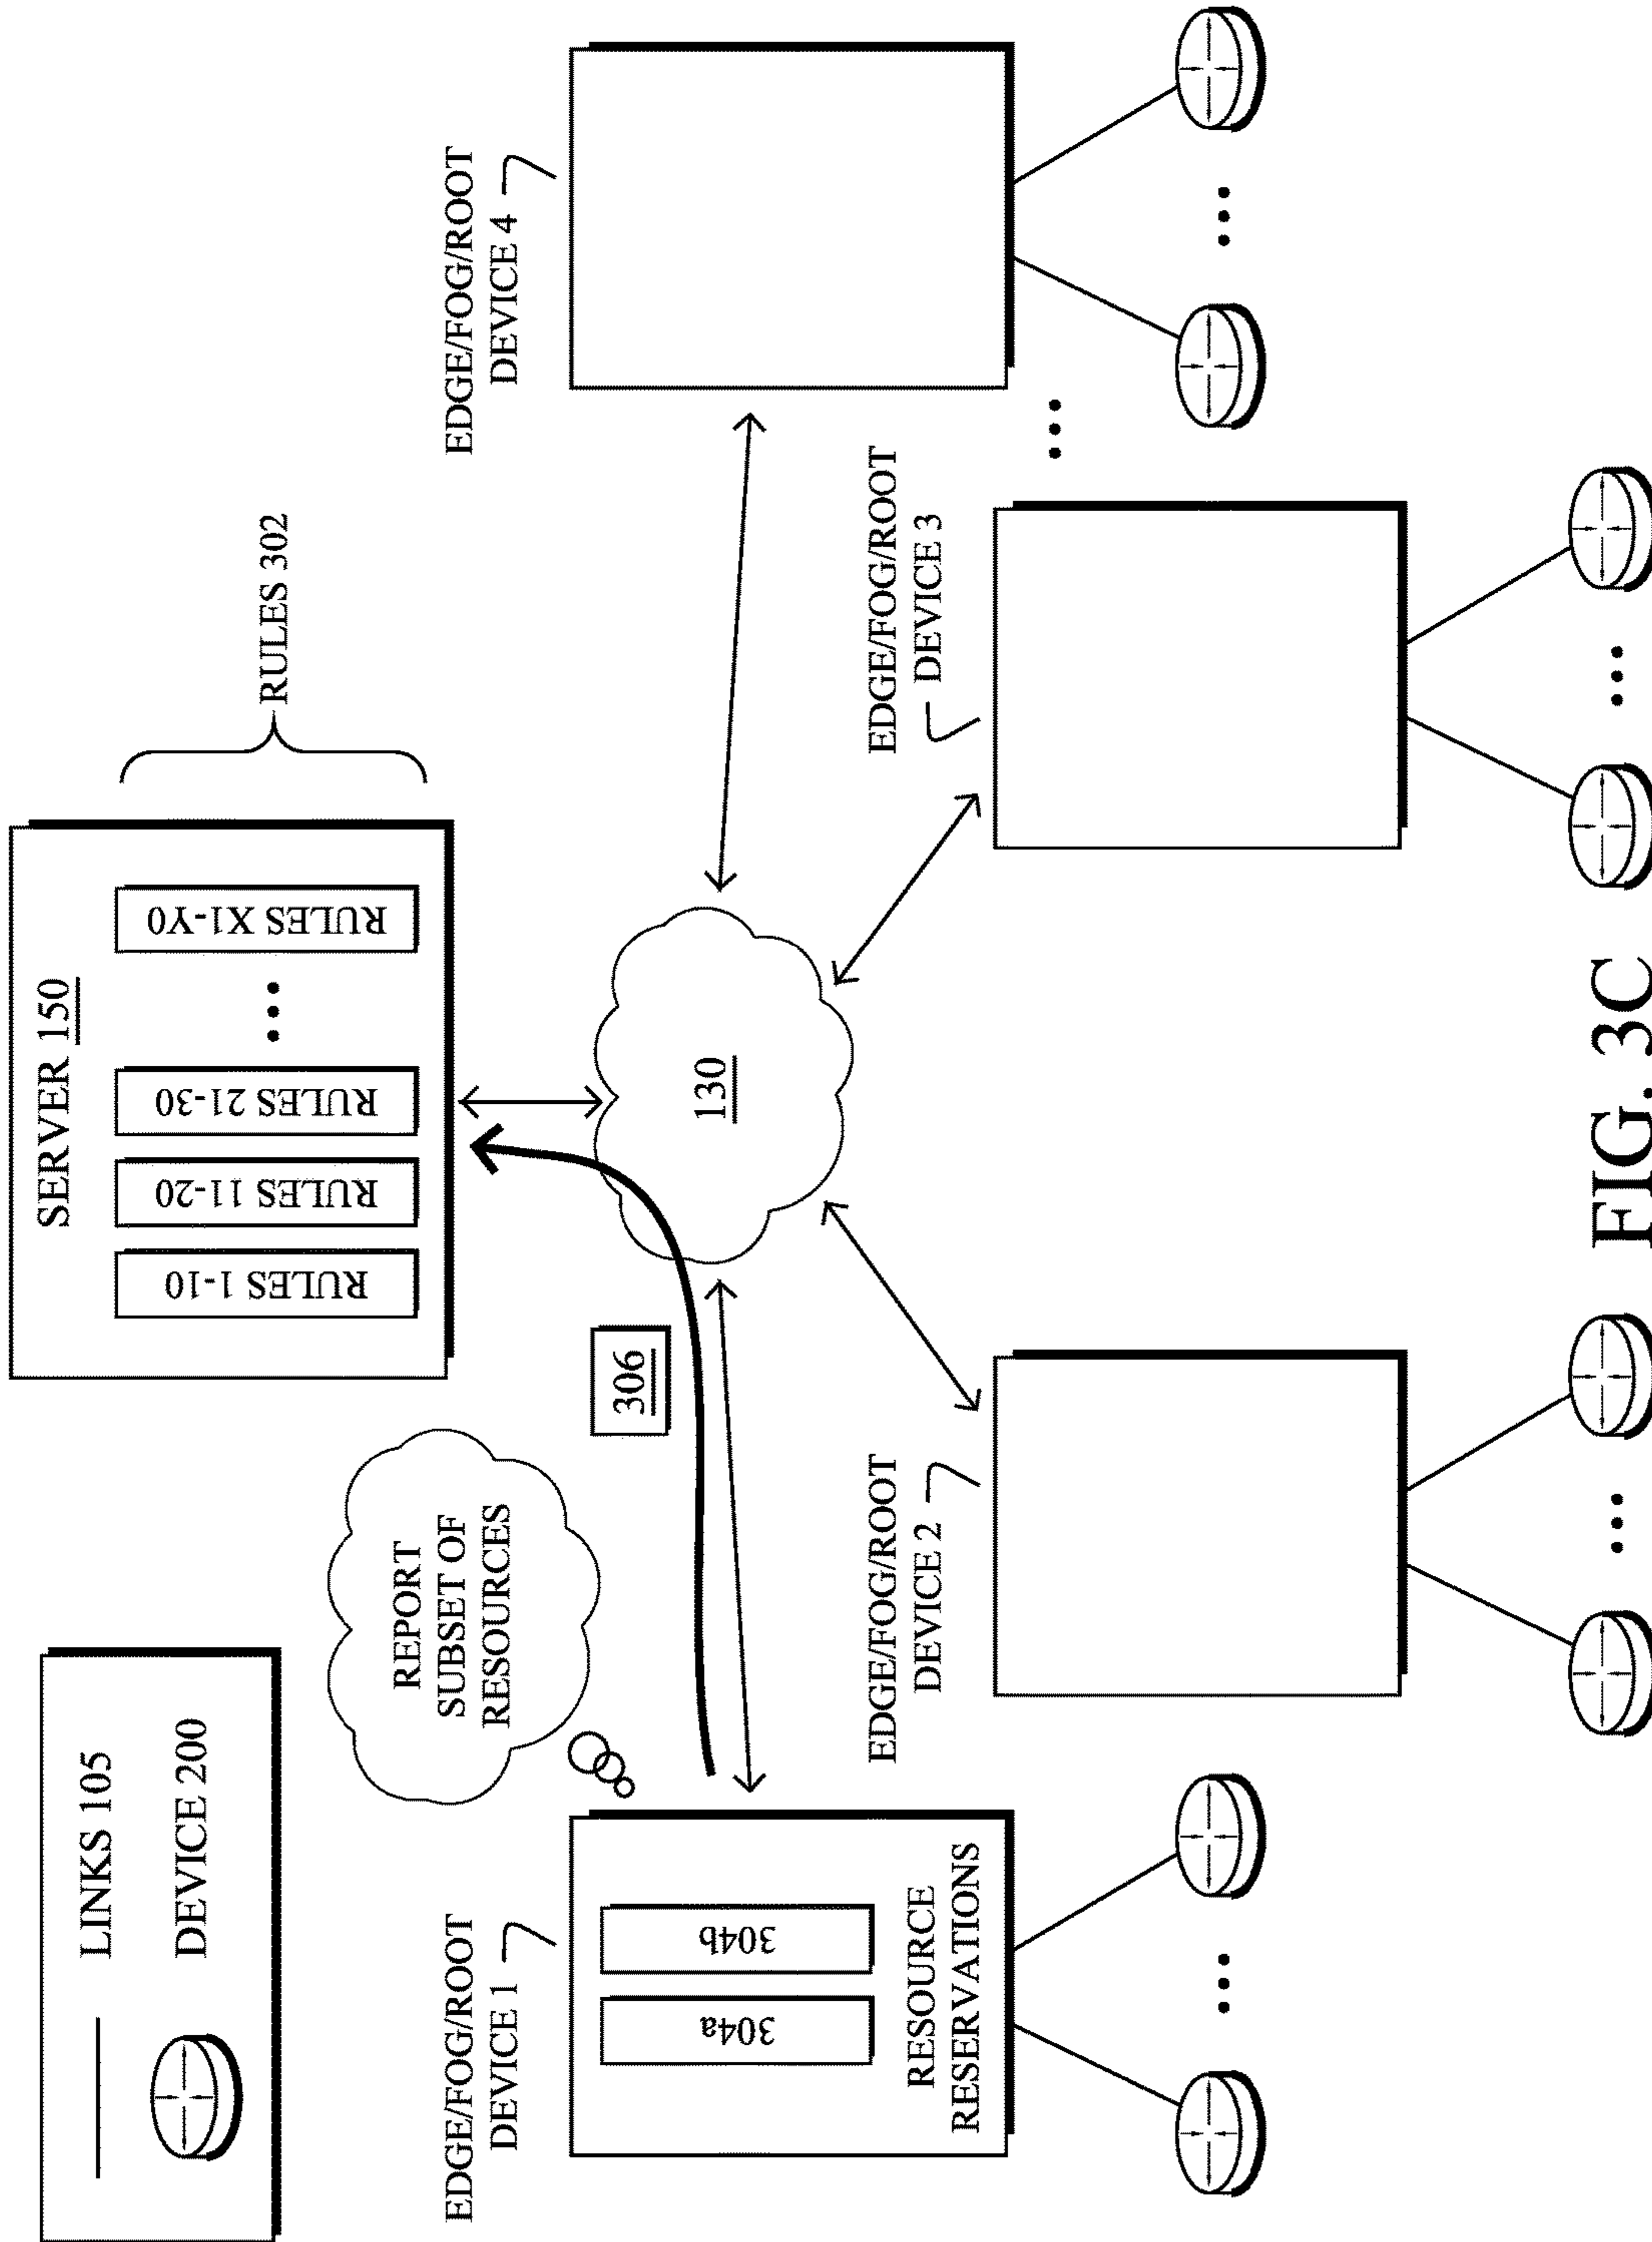 LINKS 105
DEVICE 200
SERVER 150
RULES 1-10
RULES 11-20
RULES 21-30
...
RULES X1-Y0
RULES 302
REPORT
SUBSET OF
RESOURCES
306
130
EDGE/FOG/ROOT
DEVICE 1
304a
304b
RESOURCE
RESERVATIONS
...
EDGE/FOG/ROOT
DEVICE 2
...
EDGE/FOG/ROOT
DEVICE 3
...
...
EDGE/FOG/ROOT
DEVICE 4
...
FIG. 3C